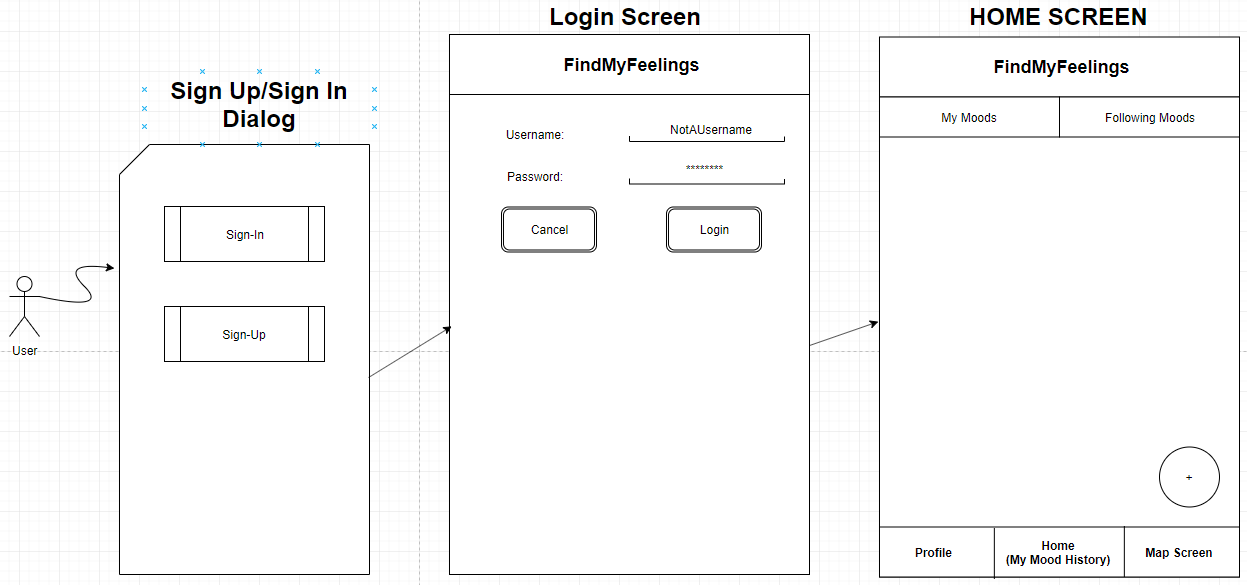 Sign Up/Sign In
Dialog
Sign-In
Sign-Up
User
Login Screen
FindMyFeelings
Username:
NotAUsername
Password:
********
Cancel
Login
HOME SCREEN
FindMyFeelings
My Moods
Following Moods
+
Profile
Home
(My Mood History)
Map Screen